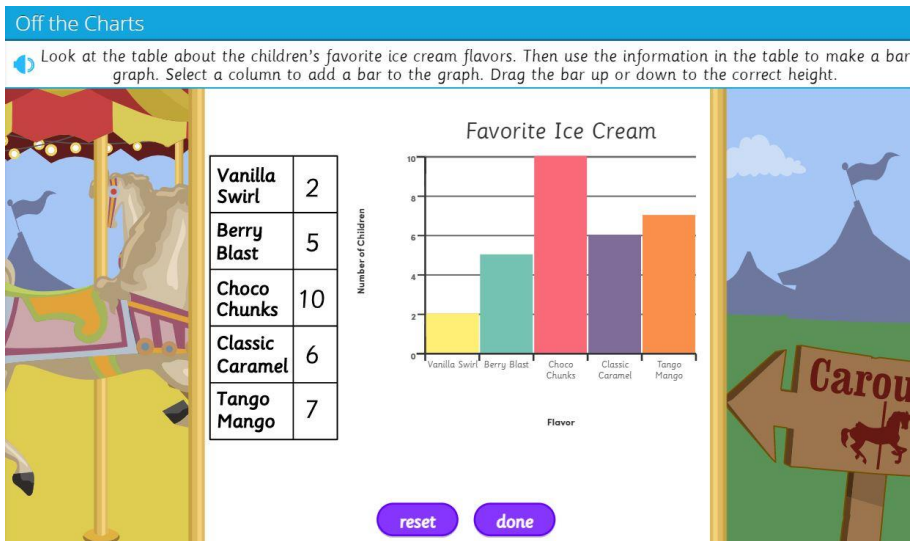 Off the Charts
Look at the table about the children's favorite ice cream flavors. Then use the information in the table to make a bar
graph. Select a column to add a bar to the graph. Drag the bar up or down to the correct height.
Vanilla
Swirl
2
Berry
Blast
5
Choco
Chunks
10
Classic
Caramel
6
Tango
Mango
7
Favorite Ice Cream
Number of Children
10
8
6
4
2
0
Vanilla Swirl
Berry Blast
Choco
Chunks
Classic
Caramel
Tango
Mango
Flavor
Carou
reset
done